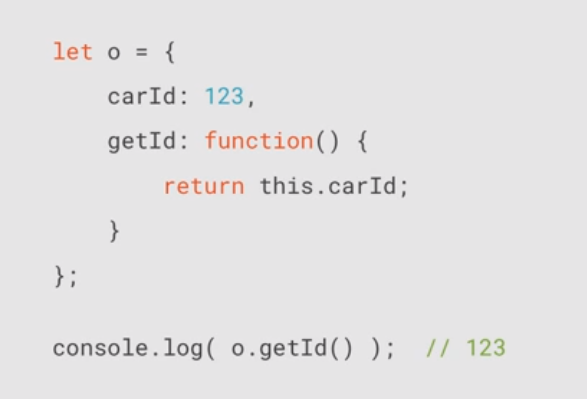 let o = {
    carId: 123,
    getId: function() {
        return this.carId;
    }
};
console.log( o.getId() );  // 123